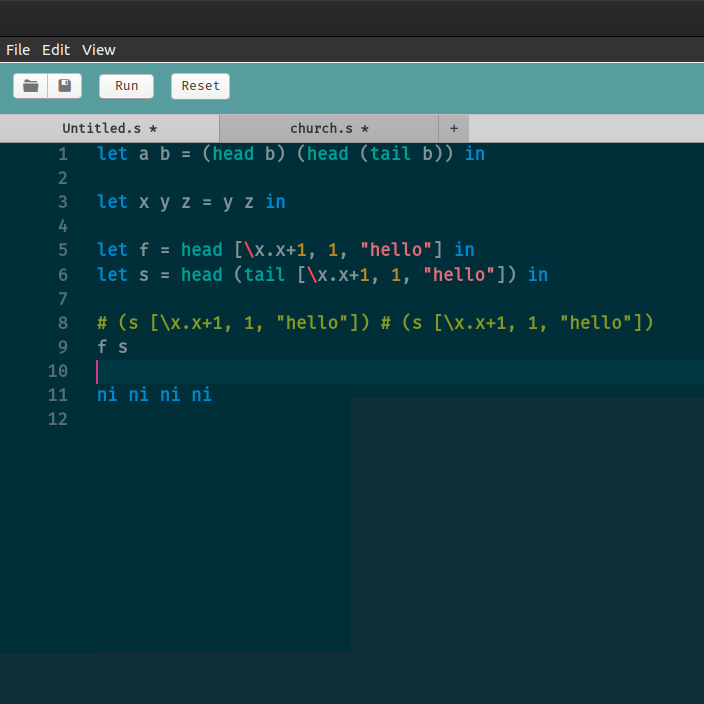 File Edit View
Run Reset
Untitled.s * church.s * +
1 let a b = (head b) (head (tail b)) in
2
3 let x y z = y z in
4
5 let f = head [\x.x+1, 1, "hello"] in
6 let s = head (tail [\x.x+1, 1, "hello"]) in
7
8 # (s [\x.x+1, 1, "hello"]) # (s [\x.x+1, 1, "hello"])
9 f s
10
11 ni ni ni ni
12